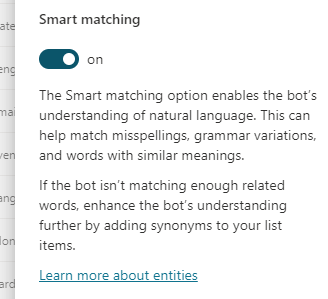 Smart matching
on
The Smart matching option enables the bot's
understanding of natural language. This can
help match misspellings, grammar variations,
and words with similar meanings.
If the bot isn't matching enough related
words, enhance the bot's understanding
further by adding synonyms to your list
items.
Learn more about entities